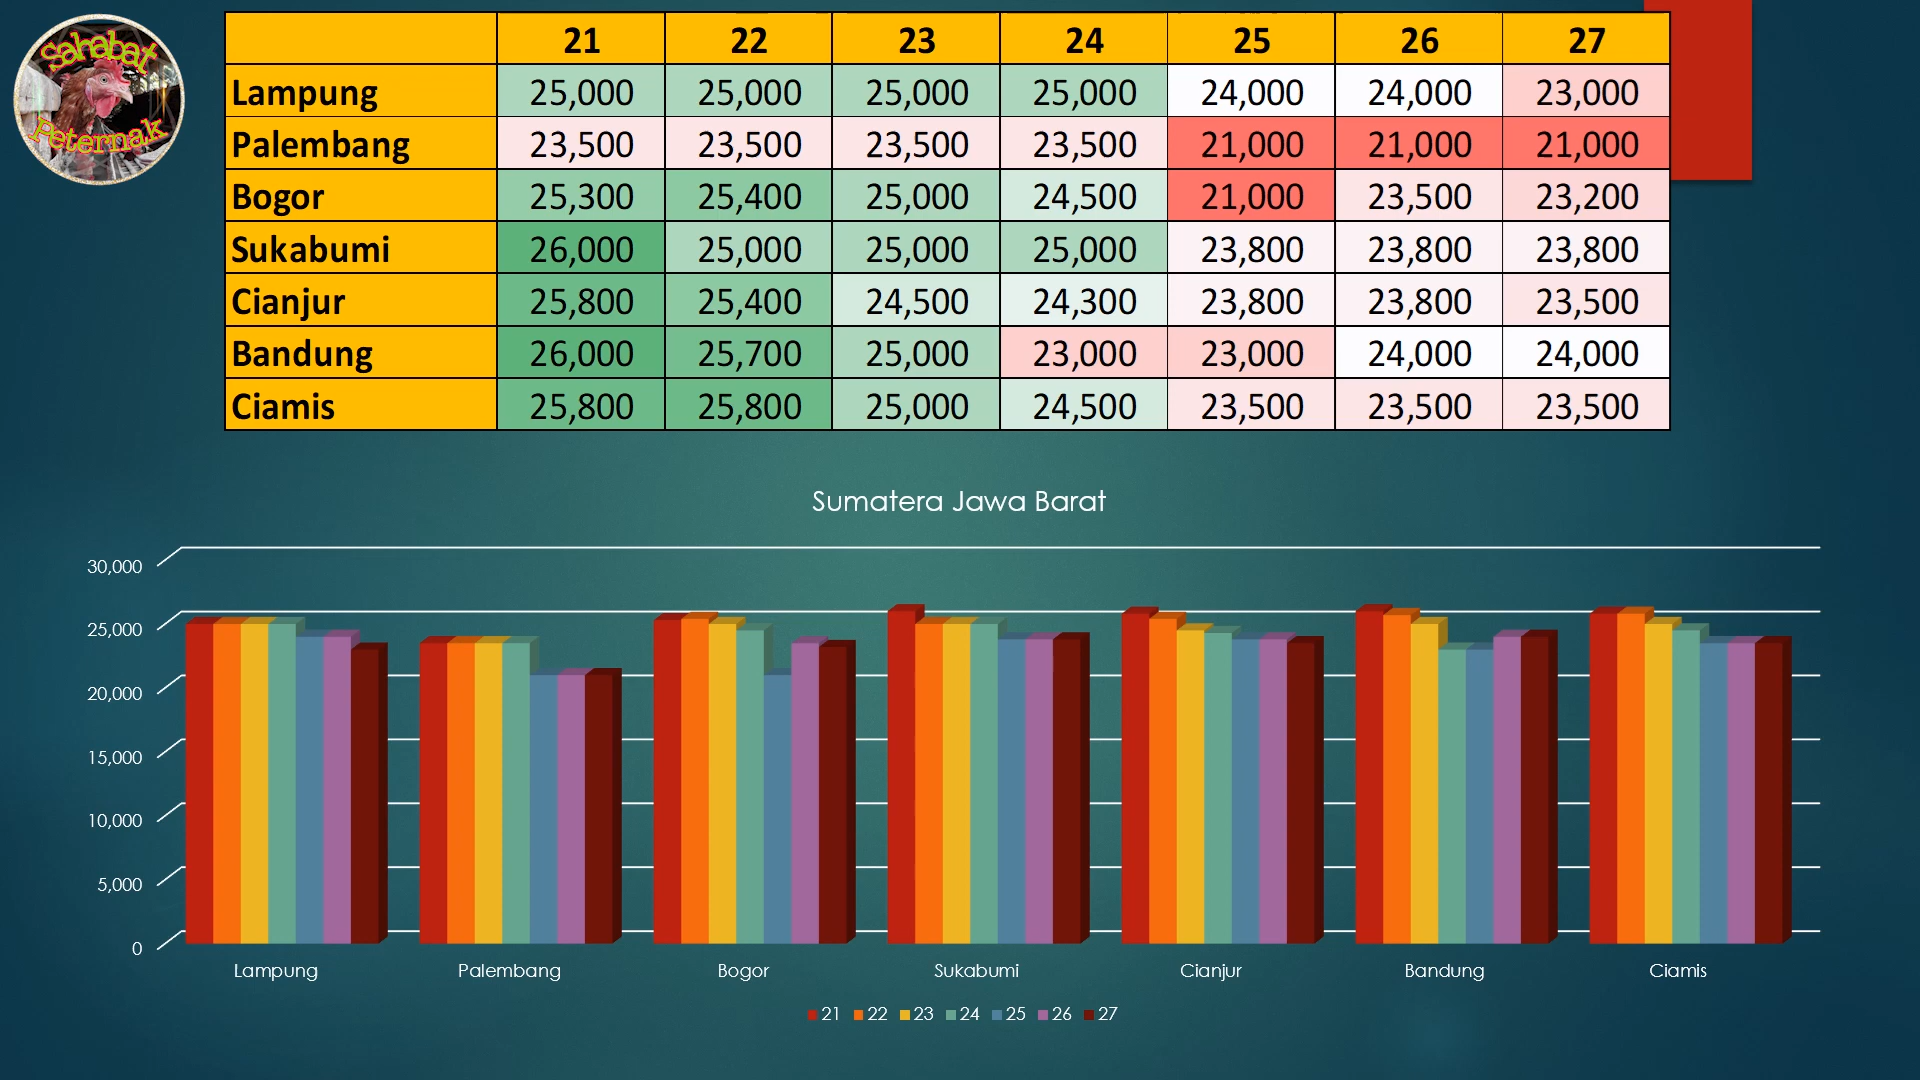 Sahabat
Peternak
21 22 23 24 25 26 27
Lampung 25,000 25,000 25,000 25,000 24,000 24,000 23,000
Palembang 23,500 23,500 23,500 23,500 21,000 21,000 21,000
Bogor 25,300 25,400 25,000 24,500 21,000 23,500 23,200
Sukabumi 26,000 25,000 25,000 25,000 23,800 23,800 23,800
Cianjur 25,800 25,400 24,500 24,300 23,800 23,800 23,500
Bandung 26,000 25,700 25,000 23,000 23,000 24,000 24,000
Ciamis 25,800 25,800 25,000 24,500 23,500 23,500 23,500
Sumatera Jawa Barat
30,000
25,000
20,000
15,000
10,000
5,000
0
Lampung Palembang Bogor Sukabumi Cianjur Bandung Ciamis
21 22 23 24 25 26 27